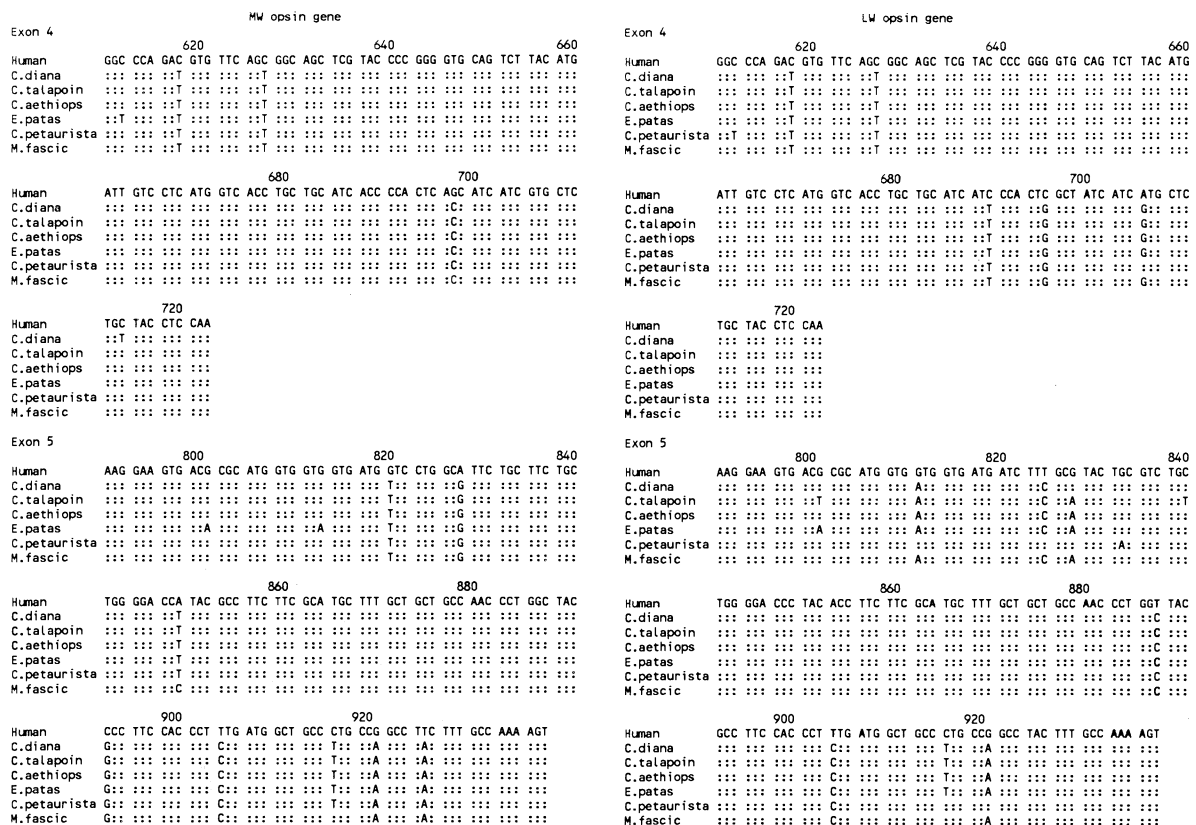 MW opsin gene
Exon 4
620 640 660
Human GGC CCA GAC GTG TTC AGC GGC AGC TCG TAC CCC GGG GTG CAG TCT TAC ATG
C.diana ::: ::: ::T ::: ::: ::T ::: ::: ::: ::: ::: ::: ::: ::: ::: ::: :::
C.talapoin ::: ::: ::T ::: ::: ::T ::: ::: ::: ::: ::: ::: ::: ::: ::: ::: :::
C.aethiops ::: ::: ::T ::: ::: ::T ::: ::: ::: ::: ::: ::: ::: ::: ::: ::: :::
E.patas ::T ::: ::T ::: ::: ::T ::: ::: ::: ::: ::: ::: ::: ::: ::: ::: :::
C.petaurista ::: ::: ::T ::: ::: ::T ::: ::: ::: ::: ::: ::: ::: ::: ::: ::: :::
M.fascic ::: ::: ::T ::: ::: ::T ::: ::: ::: ::: ::: ::: ::: ::: ::: ::: :::
680 700
Human ATT GTC CTC ATG GTC ACC TGC TGC ATC ACC CCA CTC AGC ATC ATC GTG CTC
C.diana ::: ::: ::: ::: ::: ::: ::: ::: ::: ::: ::: ::: :C: ::: ::: ::: :::
C.talapoin ::: ::: ::: ::: ::: ::: ::: ::: ::: ::: ::: ::: :C: ::: ::: ::: :::
C.aethiops ::: ::: ::: ::: ::: ::: ::: ::: ::: ::: ::: ::: :C: ::: ::: ::: :::
E.patas ::: ::: ::: ::: ::: ::: ::: ::: ::: ::: ::: ::: :C: ::: ::: ::: :::
C.petaurista ::: ::: ::: ::: ::: ::: ::: ::: ::: ::: ::: ::: :C: ::: ::: ::: :::
M.fascic ::: ::: ::: ::: ::: ::: ::: ::: ::: ::: ::: ::: :C: ::: ::: ::: :::
720
Human TGC TAC CTC CAA
C.diana ::T ::: ::: :::
C.talapoin ::: ::: ::: :::
C.aethiops ::: ::: ::: :::
E.patas ::: ::: ::: :::
C.petaurista ::: ::: ::: :::
M.fascic ::: ::: ::: :::
Exon 5
800 820 840
Human AAG GAA GTG ACG CGC ATG GTG GTG GTG ATG GTC CTG GCA TTC TGC TTC TGC
C.diana ::: ::: ::: ::: ::: ::: ::: ::: ::: ::: T:: ::: ::G ::: ::: ::: :::
C.talapoin ::: ::: ::: ::: ::: ::: ::: ::: ::: ::: T:: ::: ::G ::: ::: ::: :::
C.aethiops ::: ::: ::: ::: ::: ::: ::: ::: ::: ::: T:: ::: ::G ::: ::: ::: :::
E.patas ::: ::: ::: ::A ::: ::: ::: ::A ::: ::: T:: ::: ::G ::: ::: ::: :::
C.petaurista ::: ::: ::: ::: ::: ::: ::: ::: ::: ::: T:: ::: ::G ::: ::: ::: :::
M.fascic ::: ::: ::: ::: ::: ::: ::: ::: ::: ::: T:: ::: ::G ::: ::: ::: :::
860 880
Human TGG GGA CCA TAC GCC TTC TTC GCA TGC TTT GCT GCT GCC AAC CCT GGC TAC
C.diana ::: ::: ::T ::: ::: ::: ::: ::: ::: ::: ::: ::: ::: ::: ::: ::: :::
C.talapoin ::: ::: ::T ::: ::: ::: ::: ::: ::: ::: ::: ::: ::: ::: ::: ::: :::
C.aethiops ::: ::: ::T ::: ::: ::: ::: ::: ::: ::: ::: ::: ::: ::: ::: ::: :::
E.patas ::: ::: ::T ::: ::: ::: ::: ::: ::: ::: ::: ::: ::: ::: ::: ::: :::
C.petaurista ::: ::: ::T ::: ::: ::: ::: ::: ::: ::: ::: ::: ::: ::: ::: ::: :::
M.fascic ::: ::: ::C ::: ::: ::: ::: ::: ::: ::: ::: ::: ::: ::: ::: ::: :::
900 920
Human CCC TTC CAC CCT TTG ATG GCT GCC CTG CCG GCC TTC TTT GCC AAA AGT
C.diana G:: ::: ::: ::: C:: ::: ::: ::: T:: ::A ::: :A: ::: ::: ::: :::
C.talapoin G:: ::: ::: ::: C:: ::: ::: ::: T:: ::A ::: :A: ::: ::: ::: :::
C.aethiops G:: ::: ::: ::: C:: ::: ::: ::: T:: ::A ::: :A: ::: ::: ::: :::
E.patas G:: ::: ::: ::: C:: ::: ::: ::: T:: ::A ::: :A: ::: ::: ::: :::
C.petaurista G:: ::: ::: ::: C:: ::: ::: ::: T:: ::A ::: :A: ::: ::: ::: :::
M.fascic G:: ::: ::: ::: C:: ::: ::: ::: ::: ::A ::: :A: ::: ::: ::: :::
LW opsin gene
Exon 4
620 640 660
Human GGC CCA GAC GTG TTC AGC GGC AGC TCG TAC CCC GGG GTG CAG TCT TAC ATG
C.diana ::: ::: ::T ::: ::: ::T ::: ::: ::: ::: ::: ::: ::: ::: ::: ::: :::
C.talapoin ::: ::: ::T ::: ::: ::T ::: ::: ::: ::: ::: ::: ::: ::: ::: ::: :::
C.aethiops ::: ::: ::T ::: ::: ::T ::: ::: ::: ::: ::: ::: ::: ::: ::: ::: :::
E.patas ::: ::: ::T ::: ::: ::T ::: ::: ::: ::: ::: ::: ::: ::: ::: ::: :::
C.petaurista ::T ::: ::T ::: ::: ::T ::: ::: ::: ::: ::: ::: ::: ::: ::: ::: :::
M.fascic ::: ::: ::T ::: ::: ::T ::: ::: ::: ::: ::: ::: ::: ::: ::: ::: :::
680 700
Human ATT GTC CTC ATG GTC ACC TGC TGC ATC ATC CCA CTC GCT ATC ATC ATG CTC
C.diana ::: ::: ::: ::: ::: ::: ::: ::: ::: ::T ::: ::G ::: ::: ::: G:: :::
C.talapoin ::: ::: ::: ::: ::: ::: ::: ::: ::: ::T ::: ::G ::: ::: ::: G:: :::
C.aethiops ::: ::: ::: ::: ::: ::: ::: ::: ::: ::T ::: ::G ::: ::: ::: G:: :::
E.patas ::: ::: ::: ::: ::: ::: ::: ::: ::: ::T ::: ::G ::: ::: ::: G:: :::
C.petaurista ::: ::: ::: ::: ::: ::: ::: ::: ::: ::: ::: ::: ::: ::: ::: ::: :::
M.fascic ::: ::: ::: ::: ::: ::: ::: ::: ::: ::T ::: ::G ::: ::: ::: G:: :::
720
Human TGC TAC CTC CAA
C.diana ::: ::: ::: :::
C.talapoin ::: ::: ::: :::
C.aethiops ::: ::: ::: :::
E.patas ::: ::: ::: :::
C.petaurista ::: ::: ::: :::
M.fascic ::: ::: ::: :::
Exon 5
800 820 840
Human AAG GAA GTG ACG CGC ATG GTG GTG GTG ATG ATC TTT GCG TAC TGC GTC TGC
C.diana ::: ::: ::: ::: ::: ::: ::: A:: ::: ::: ::: ::C ::: ::: ::: ::: :::
C.talapoin ::: ::: ::: ::T ::: ::: ::: A:: ::: ::: ::: ::C ::A ::: ::: ::: ::T
C.aethiops ::: ::: ::: ::: ::: ::: ::: A:: ::: ::: ::: ::C ::A ::: ::: ::: :::
E.patas ::: ::: ::: ::A ::: ::: ::: A:: ::: ::: ::: ::C ::A ::: ::: ::: :::
C.petaurista ::: ::: ::: ::: ::: ::: ::: ::: ::: ::: ::: ::: ::: ::: :A: ::: :::
M.fascic ::: ::: ::: ::: ::: ::: ::: A:: ::: ::: ::: ::C ::A ::: ::: ::: :::
860 880
Human TGG GGA CCC TAC ACC TTC TTC GCA TGC TTT GCT GCT GCC AAC CCT GGT TAC
C.diana ::: ::: ::: ::: ::: ::: ::: ::: ::: ::: ::: ::: ::: ::: ::: ::C :::
C.talapoin ::: ::: ::: ::: ::: ::: ::: ::: ::: ::: ::: ::: ::: ::: ::: ::C :::
C.aethiops ::: ::: ::: ::: ::: ::: ::: ::: ::: ::: ::: ::: ::: ::: ::: ::C :::
E.patas ::: ::: ::: ::: ::: ::: ::: ::: ::: ::: ::: ::: ::: ::: ::: ::C :::
C.petaurista ::: ::: ::: ::: ::: ::: ::: ::: ::: ::: ::: ::: ::: ::: ::: ::C :::
M.fascic ::: ::: ::: ::: ::: ::: ::: ::: ::: ::: ::: ::: ::: ::: ::: ::C :::
900 920
Human GCC TTC CAC CCT TTG ATG GCT GCC CTG CCG GCC TAC TTT GCC AAA AGT
C.diana ::: ::: ::: ::: C:: ::: ::: ::: T:: ::A ::: ::: ::: ::: ::: :::
C.talapoin ::: ::: ::: ::: C:: ::: ::: ::: T:: ::A ::: ::: ::: ::: ::: :::
C.aethiops ::: ::: ::: ::: C:: ::: ::: ::: T:: ::A ::: ::: ::: ::: ::: :::
E.patas ::: ::: ::: ::: C:: ::: ::: ::: T:: ::A ::: ::: ::: ::: ::: :::
C.petaurista ::: ::: ::: ::: C:: ::: ::: ::: ::: ::A ::: ::: ::: ::: ::: :::
M.fascic ::: ::: ::: ::: C:: ::: ::: ::: ::: ::A ::: ::: ::: ::: ::: :::